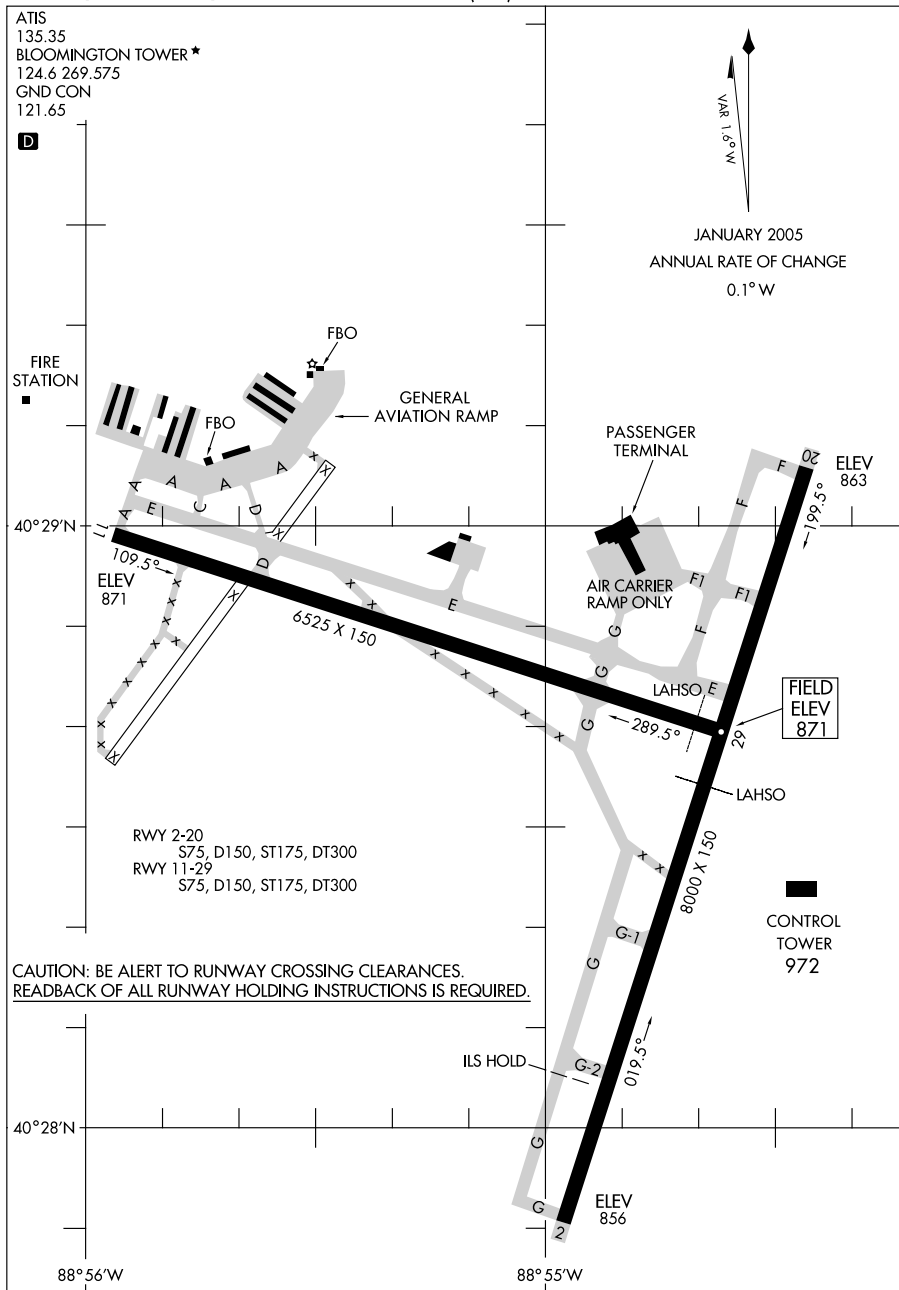 ATIS
135.35
BLOOMINGTON TOWER ★
124.6 269.575
GND CON
121.65
D
VAR 1.6° W
JANUARY 2005
ANNUAL RATE OF CHANGE
0.1° W
FIRE
STATION
FBO
GENERAL
AVIATION RAMP
FBO
PASSENGER
TERMINAL
20
ELEV
863
199.5°
A
A
A
A
A
A
E
C
D
D
X
X
X
X
F
F
F
F1
F1
40°29'N
11
109.5°
ELEV
871
6525 X 150
E
AIR CARRIER
RAMP ONLY
G
G
G
LAHSO
E
289.5°
29
FIELD
ELEV
871
LAHSO
8000 X 150
RWY 2-20
S75, D150, ST175, DT300
RWY 11-29
S75, D150, ST175, DT300
CONTROL
TOWER
972
G-1
G
CAUTION: BE ALERT TO RUNWAY CROSSING CLEARANCES.
READBACK OF ALL RUNWAY HOLDING INSTRUCTIONS IS REQUIRED.
019.5°
ILS HOLD
G-2
40°28'N
G
G
2
ELEV
856
88°56'W
88°55'W